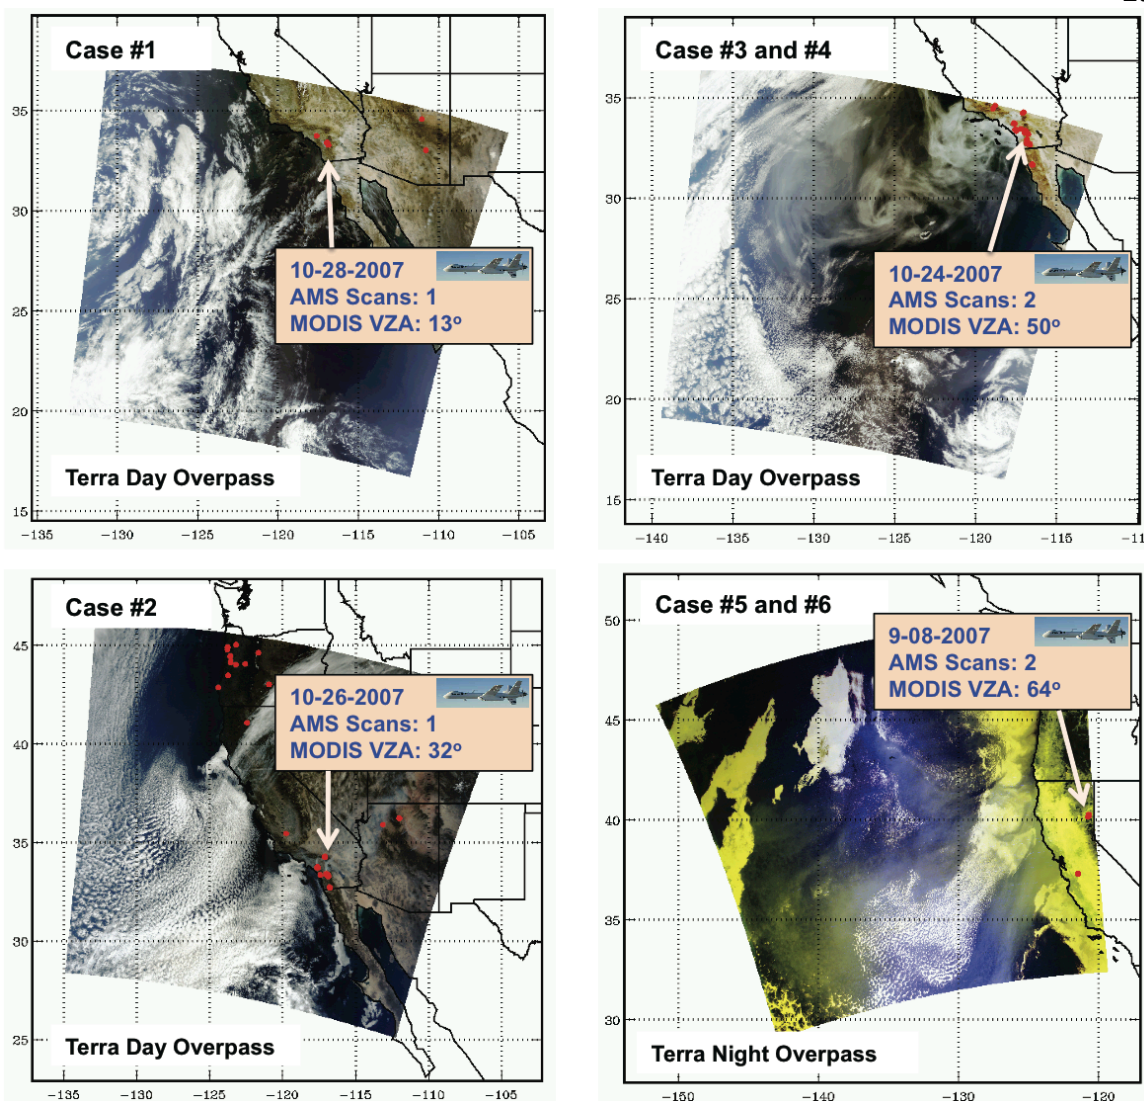 Case #1
35
30
25
20
15
10-28-2007
AMS Scans: 1
MODIS VZA: 13º
Terra Day Overpass
-135 -130 -125 -120 -115 -110 -105
Case #3 and #4
35
30
25
20
15
10-24-2007
AMS Scans: 2
MODIS VZA: 50º
Terra Day Overpass
-140 -135 -130 -125 -120 -115 -11
Case #2
45
40
35
30
25
10-26-2007
AMS Scans: 1
MODIS VZA: 32º
Terra Day Overpass
-135 -130 -125 -120 -115 -110 -105
Case #5 and #6
50
45
40
35
30
9-08-2007
AMS Scans: 2
MODIS VZA: 64º
Terra Night Overpass
-150 -140 -130 -120